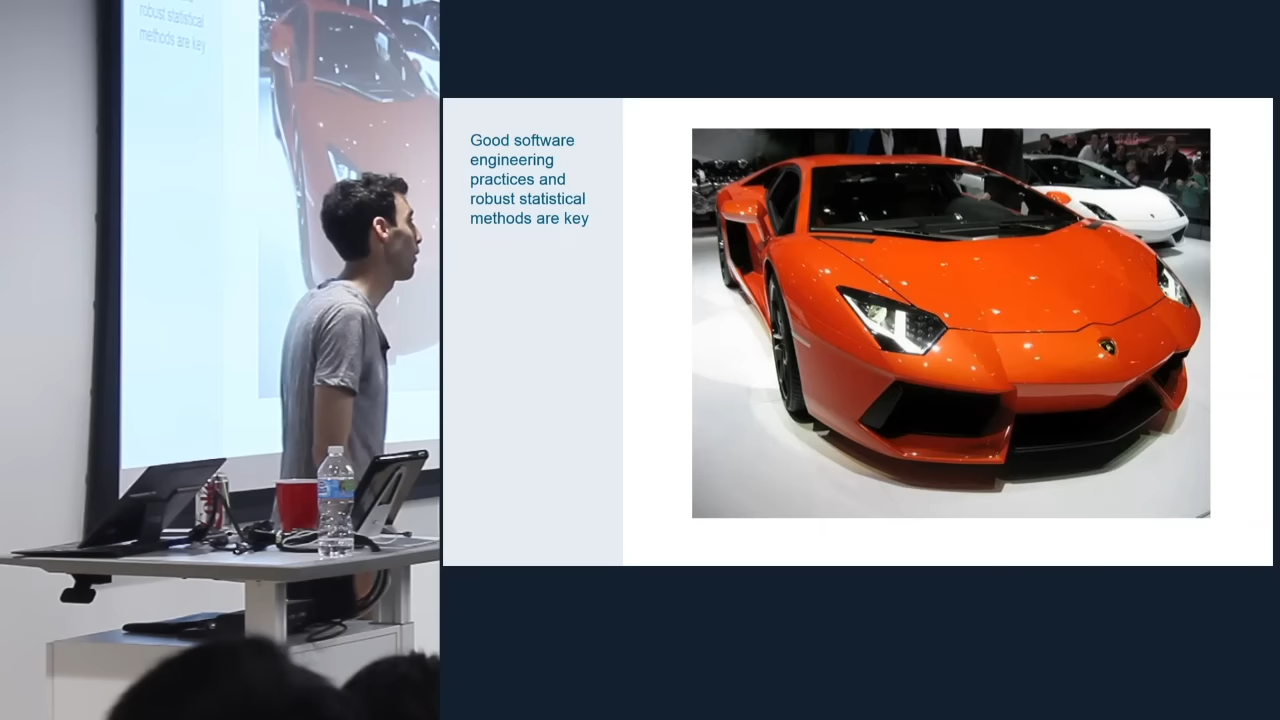 robust statistical
methods are key
Good software
engineering
practices and
robust statistical
methods are key